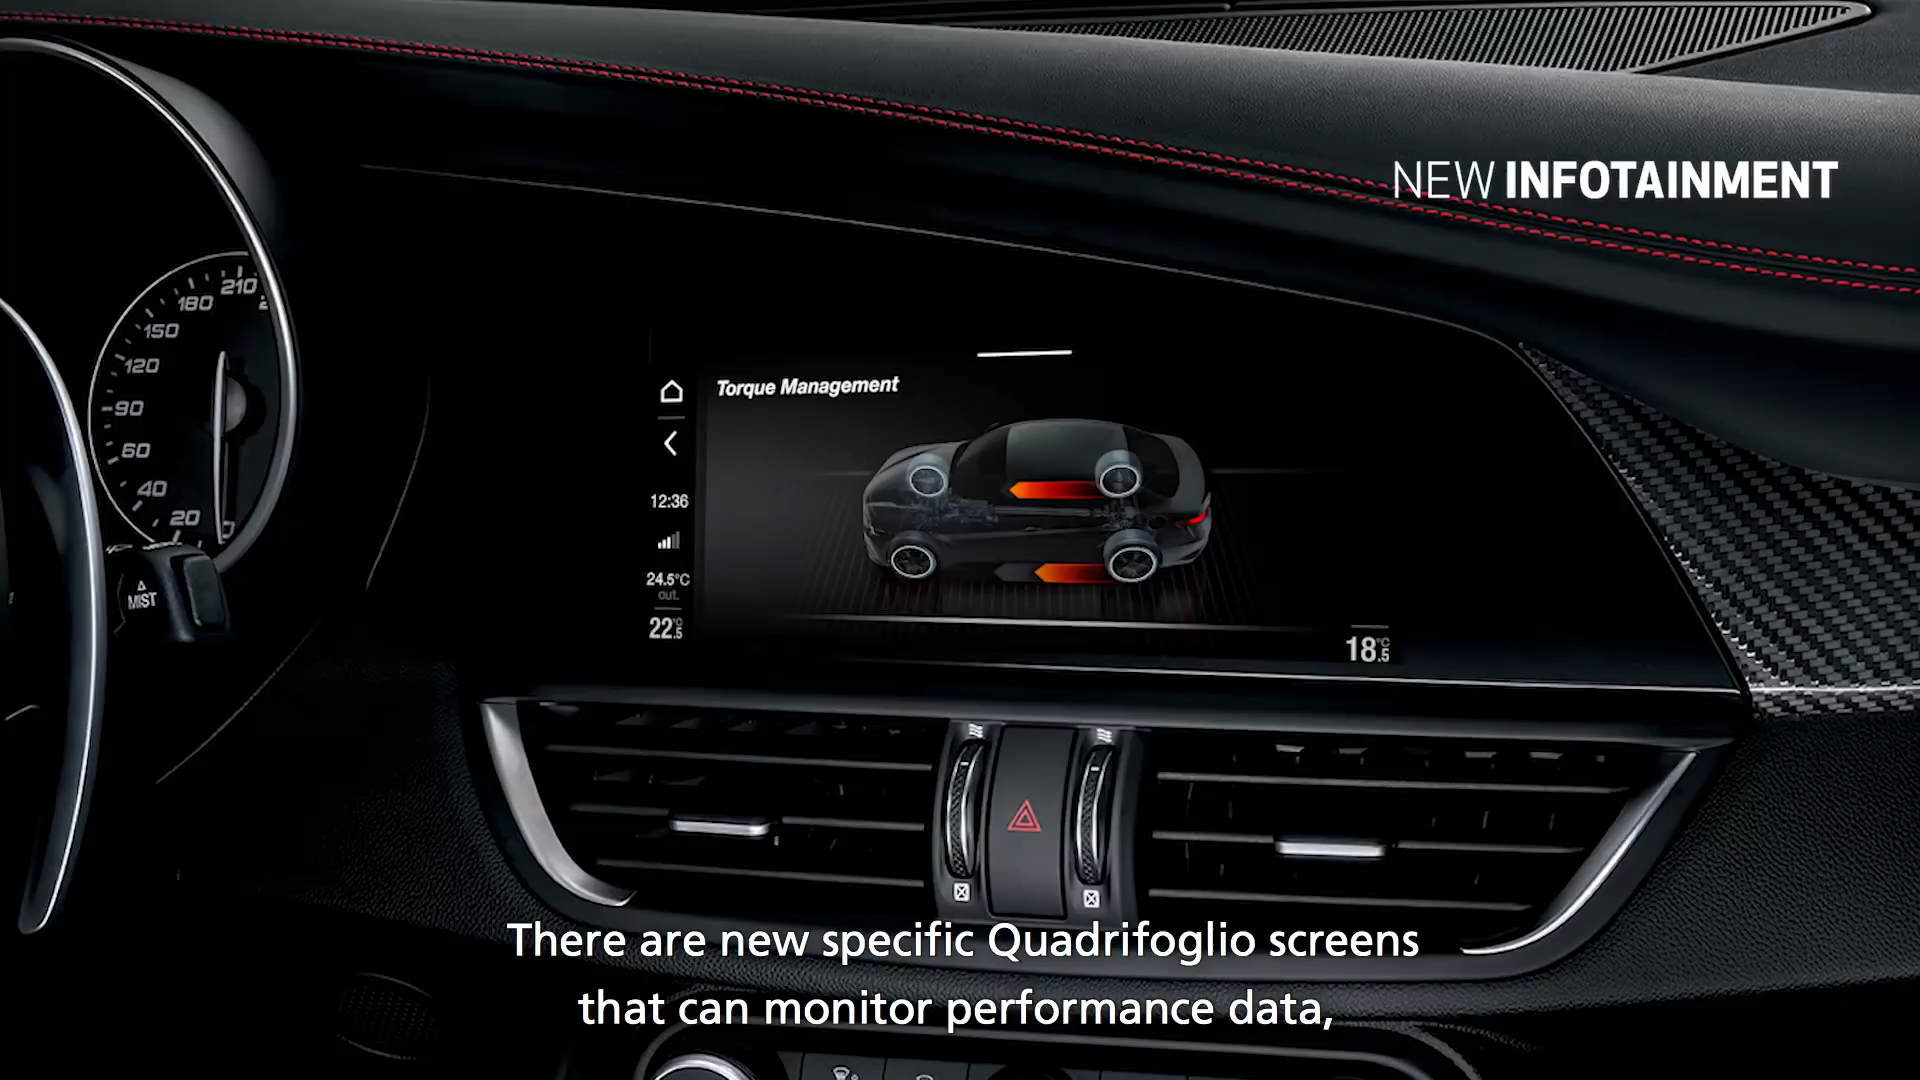 NEW INFOTAINMENT
210
180
150
120
90
60
40
20
0
MIST
Torque Management
12:36
24.5°C
out.
22.5°C
18.5°C
There are new specific Quadrifoglio screens
that can monitor performance data,